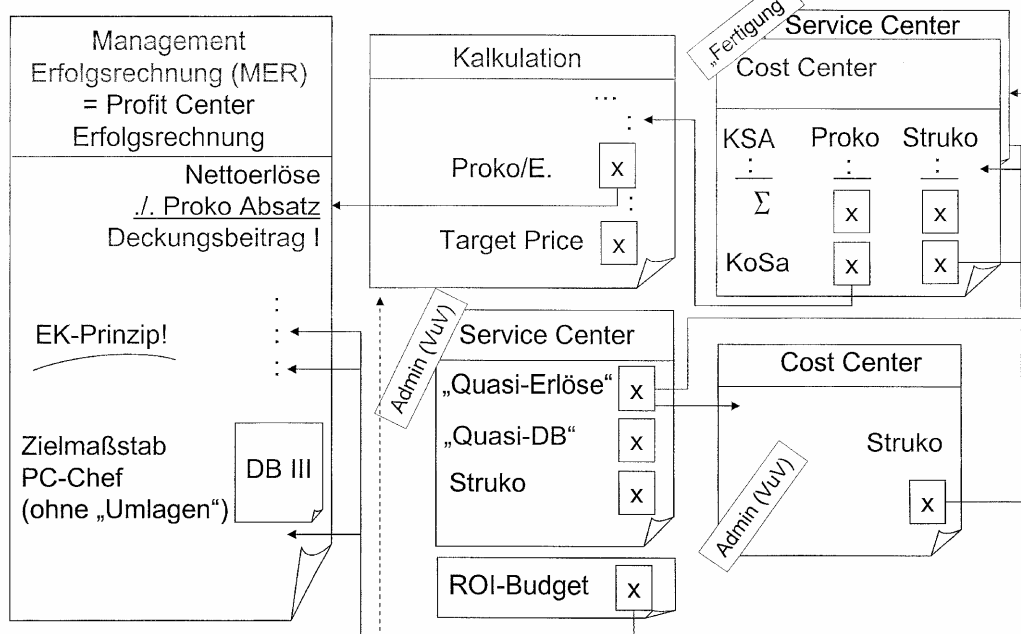 Management
Erfolgsrechnung (MER)
= Profit Center
Erfolgsrechnung
Nettoerlöse
./. Proko Absatz
Deckungsbeitrag I
:
:
EK-Prinzip!
Zielmaßstab
PC-Chef
(ohne „Umlagen“)
DB III
Kalkulation
...
:
Proko/E. x
:
Target Price x
„Fertigung
Service Center
Cost Center
KSA Proko Struko
: : :
Σ x x
KoSa x x
Admin (VuV)
Service Center
„Quasi-Erlöse“ x
„Quasi-DB“ x
Struko x
ROI-Budget x
Cost Center
Struko
x
Admin (VuV)